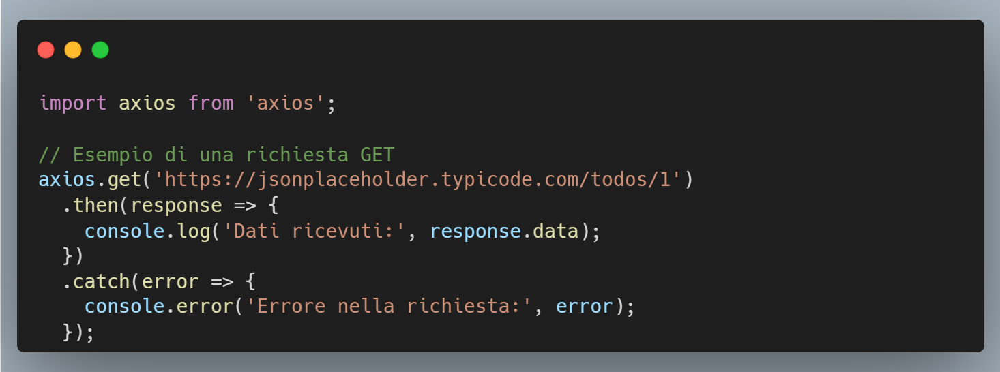 import axios from 'axios';
// Esempio di una richiesta GET
axios.get('https://jsonplaceholder.typicode.com/todos/1')
  .then(response => {
    console.log('Dati ricevuti:', response.data);
  })
  .catch(error => {
    console.error('Errore nella richiesta:', error);
  });